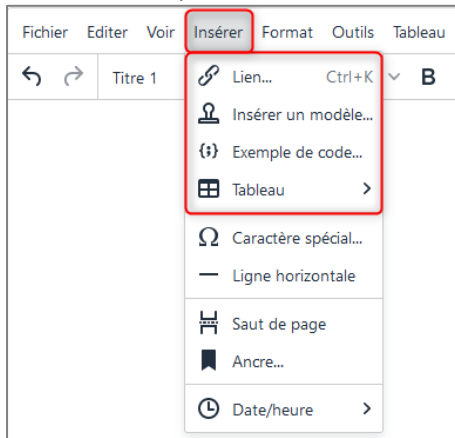 Fichier Editer Voir Insérer Format Outils Tableau
Titre 1 B
Lien... Ctrl+K
Insérer un modèle...
Exemple de code...
Tableau
Caractère spécial...
Ligne horizontale
Saut de page
Ancre...
Date/heure